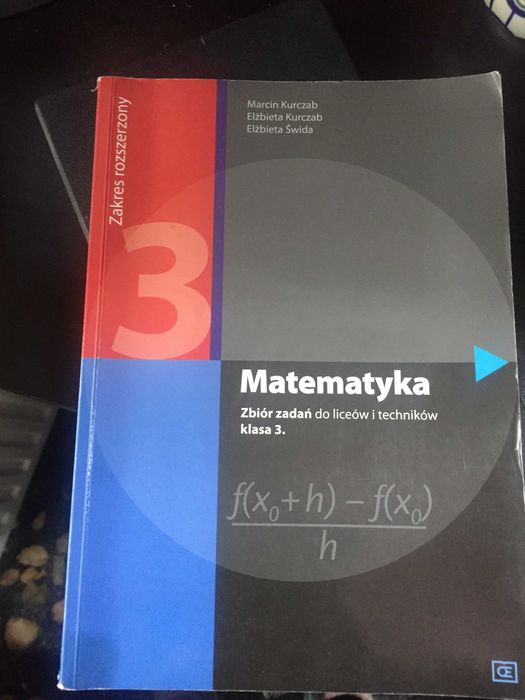 Marcin Kurczab
Elżbieta Kurczab
Elżbieta Świda
Zakres rozszerzony
3
Matematyka
Zbiór zadań do liceów i techników
klasa 3.
f(x₀+h) – f(x₀)
h
OE